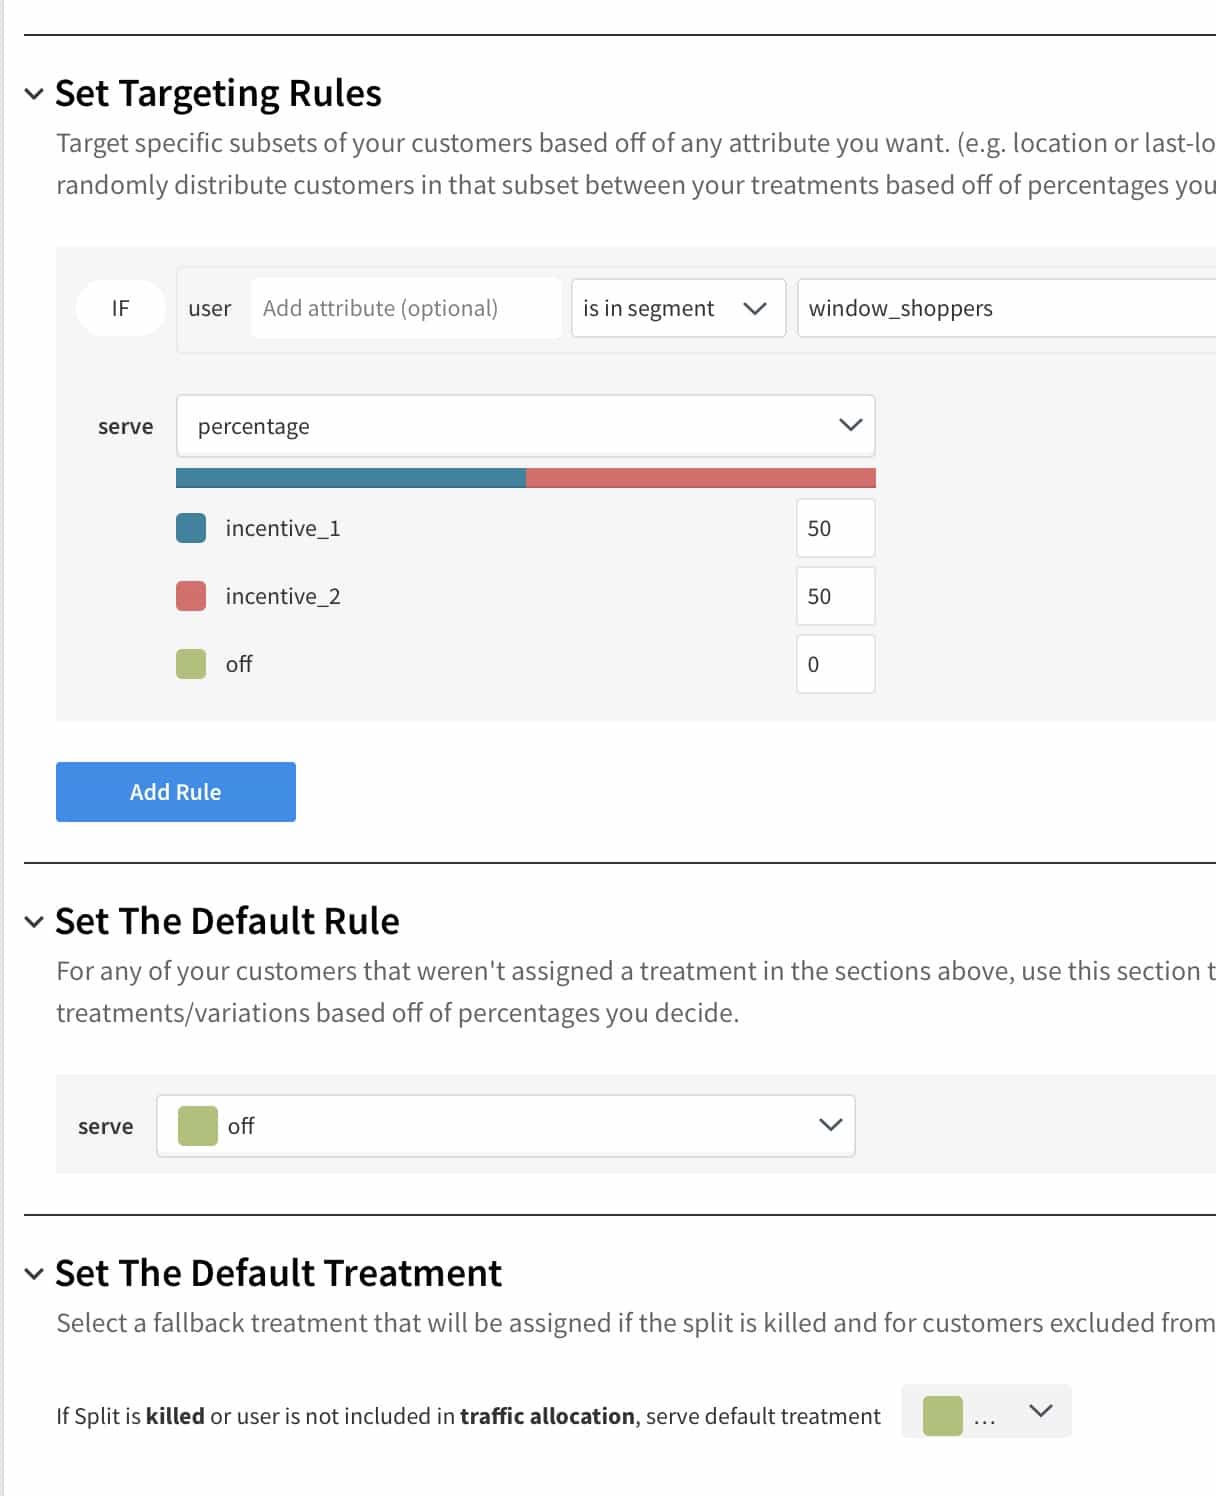 Set Targeting Rules
Target specific subsets of your customers based off of any attribute you want. (e.g. location or last-lo
randomly distribute customers in that subset between your treatments based off of percentages you
IF user Add attribute (optional) is in segment window_shoppers
serve percentage
incentive_1 50
incentive_2 50
off 0
Add Rule
Set The Default Rule
For any of your customers that weren't assigned a treatment in the sections above, use this section t
treatments/variations based off of percentages you decide.
serve off
Set The Default Treatment
Select a fallback treatment that will be assigned if the split is killed and for customers excluded from
If Split is killed or user is not included in traffic allocation, serve default treatment ...